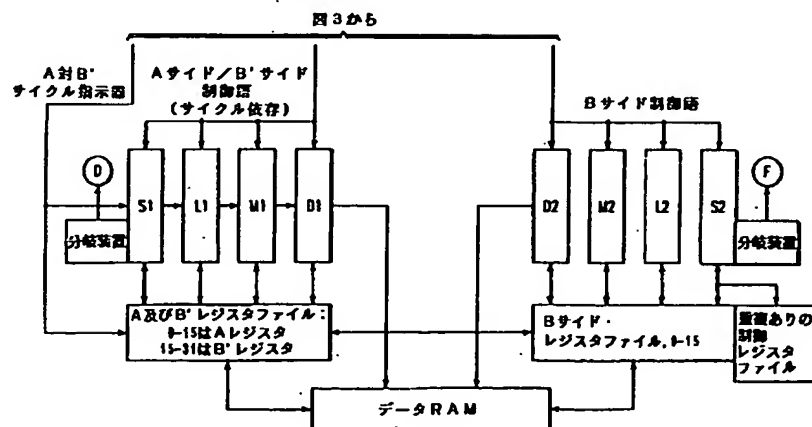 図3から
A対B'
サイクル指示器
Aサイド/B'サイド
制御語
(サイクル依存)
Bサイド制御語
D
S1
L1
M1
D1
分岐装置
D2
M2
L2
S2
F
分岐装置
A及びB'レジスタファイル:
0-15はAレジスタ
15-31はB'レジスタ
Bサイド・
レジスタファイル,0-15
重複ありの
制御
レジスタ
ファイル
データRAM